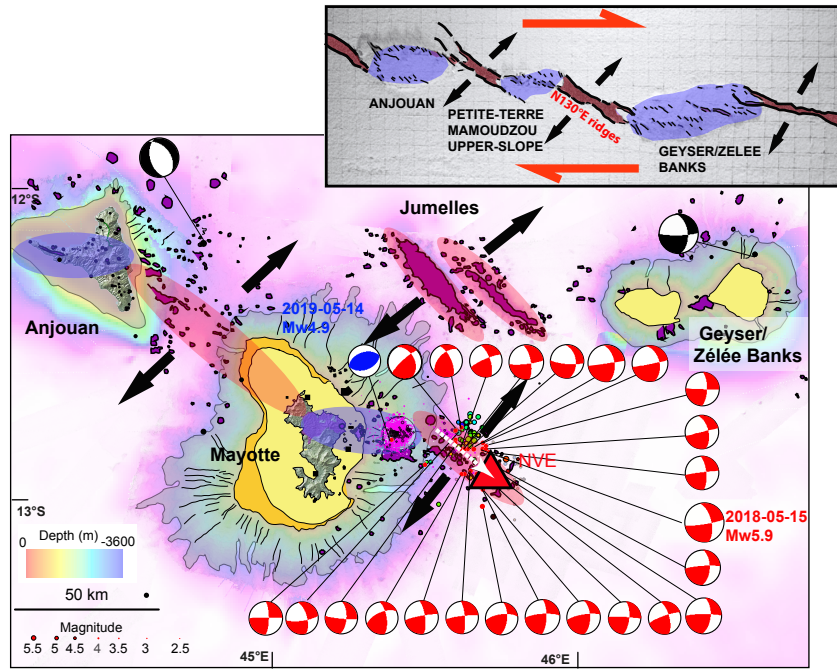 ANJOUAN
PETITE-TERRE
MAMOUDZOU
UPPER-SLOPE
N130°E ridges
GEYSER/ZELEE
BANKS
12°S
Jumelles
Anjouan
2019-05-14
Mw4.9
Geyser/
Zélée Banks
Mayotte
NVE
13°S
2018-05-15
Mw5.9
Depth (m)
0
-3600
50 km
Magnitude
5.5 5 4.5 4 3.5 3 2.5
45°E
46°E